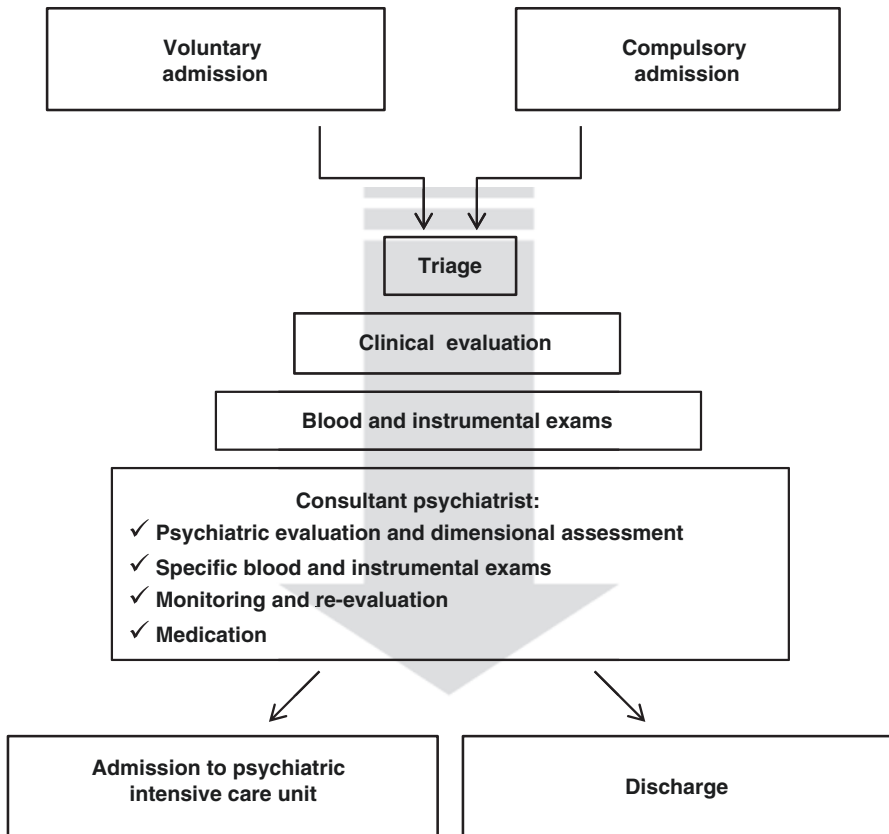 Voluntary
admission
Compulsory
admission
Triage
Clinical evaluation
Blood and instrumental exams
Consultant psychiatrist:
✓ Psychiatric evaluation and dimensional assessment
✓ Specific blood and instrumental exams
✓ Monitoring and re-evaluation
✓ Medication
Admission to psychiatric
intensive care unit
Discharge